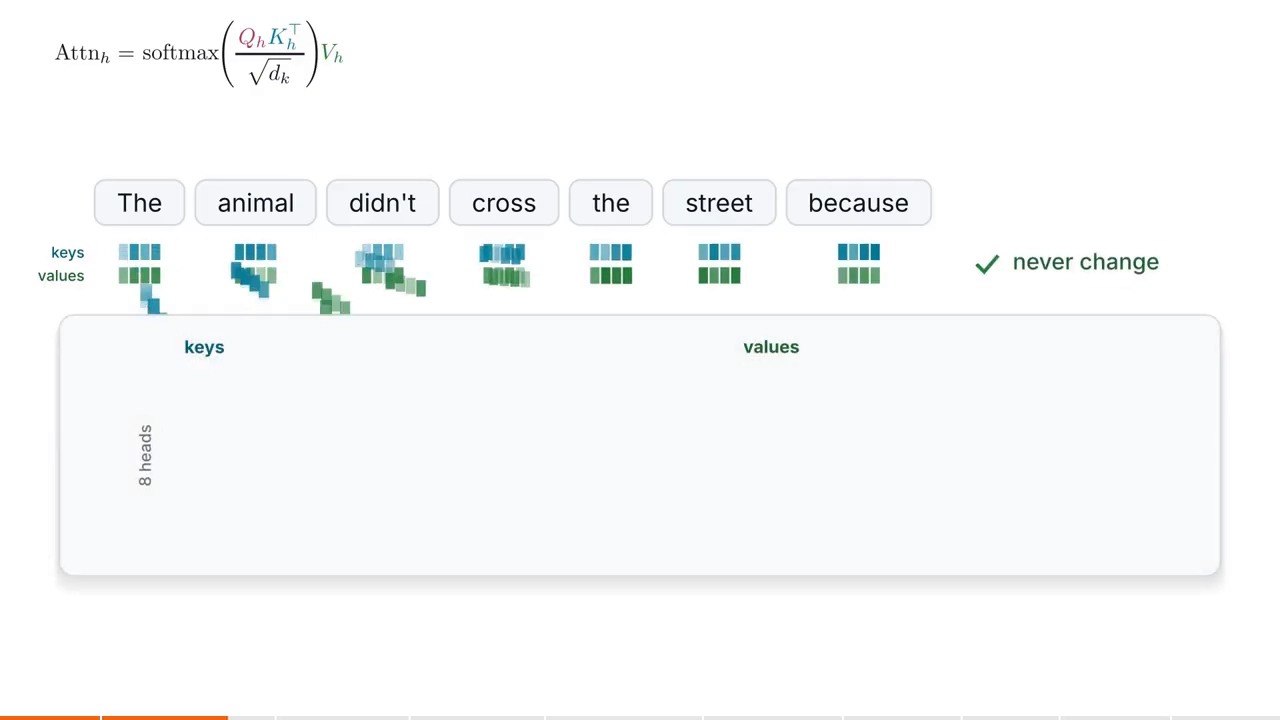 Attn_h = softmax(Q_h K_h^⊤ / √d_k) V_h
The animal didn't cross the street because
keys
values
never change
keys values
8 heads